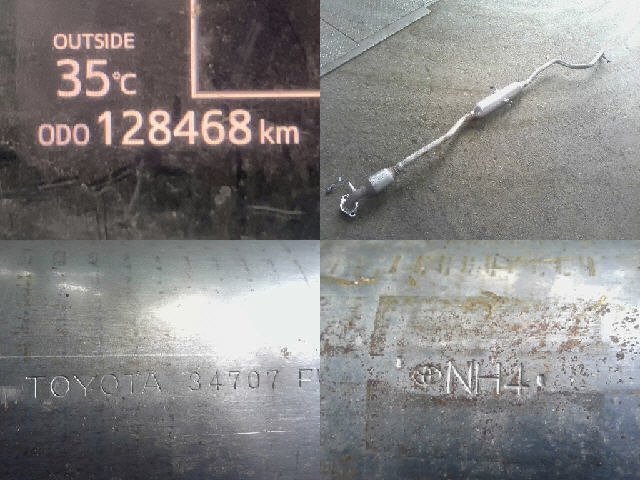 OUTSIDE
35°C
ODO 128468 km
TOYOTA 34707 F
NH4